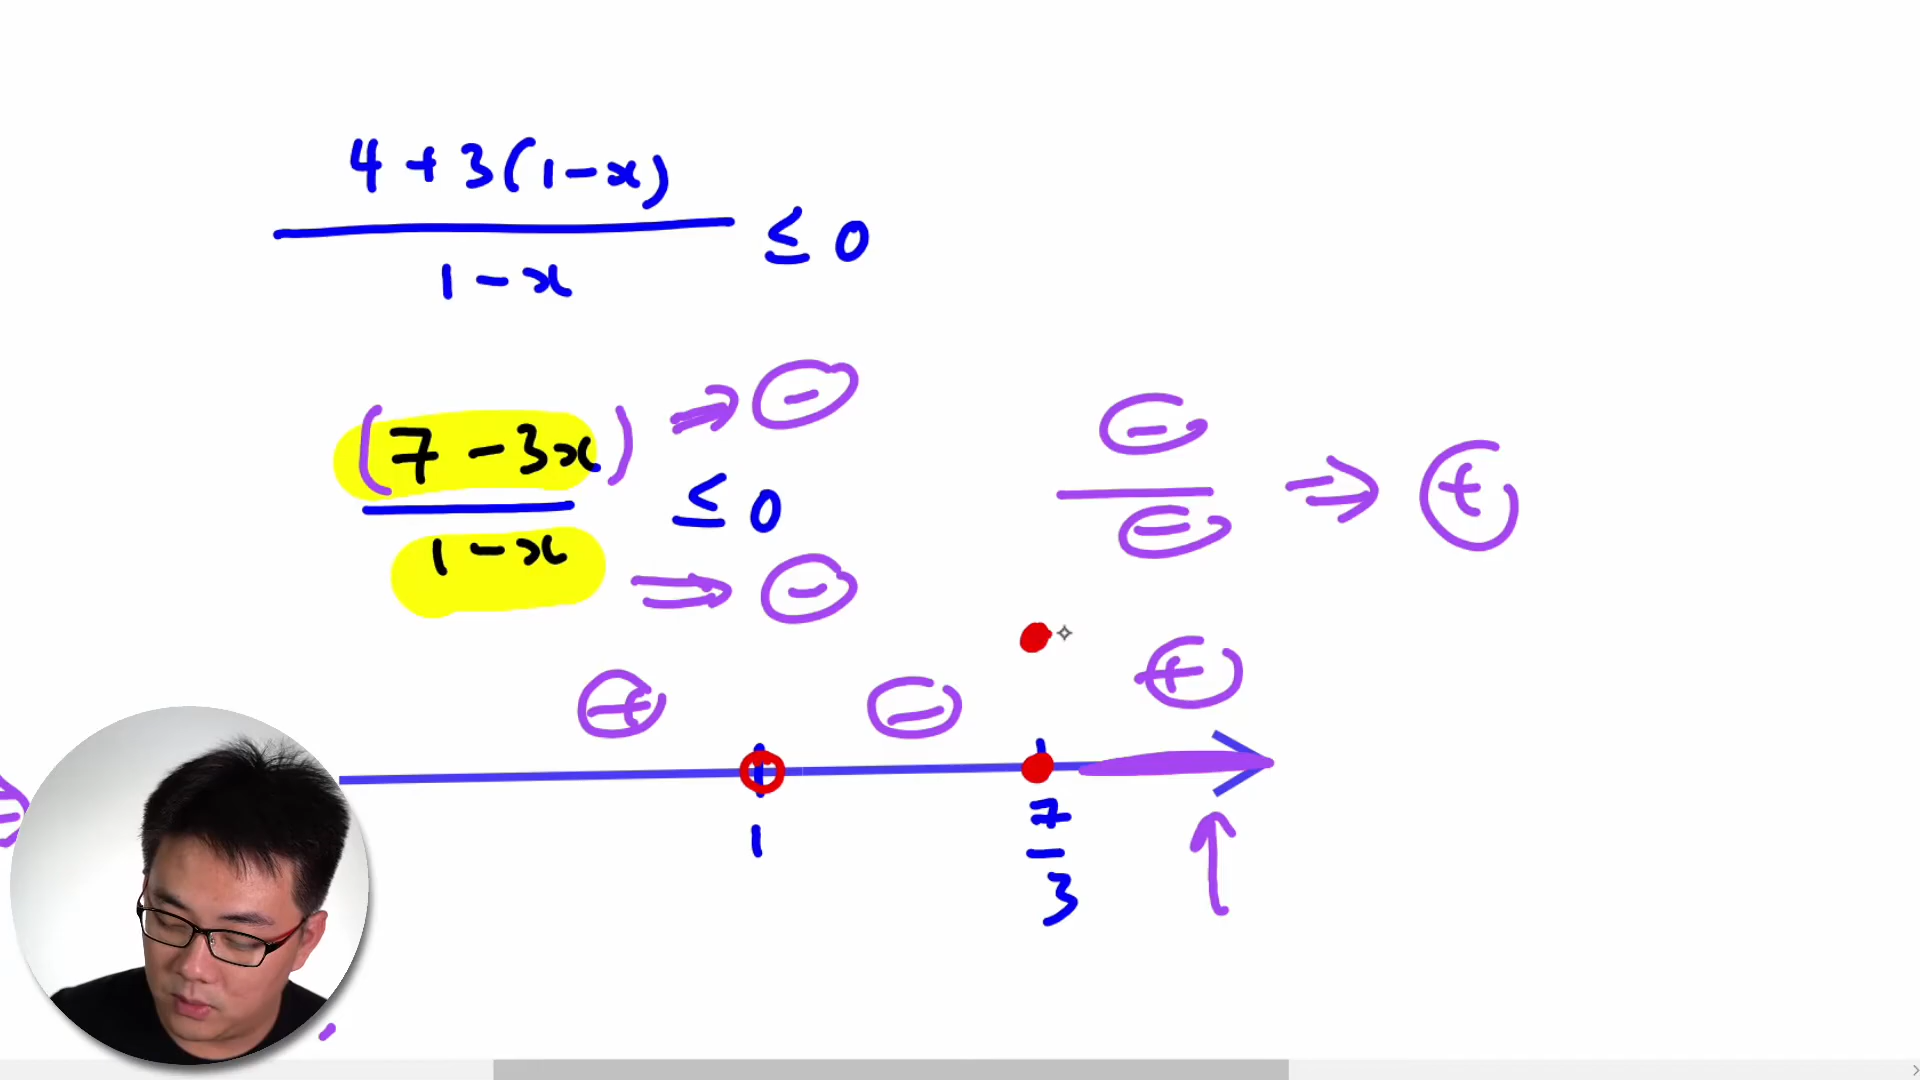 4 + 3(1-x)
1 - x
≤ 0
(7 - 3x) ⇒ ⊖
≤ 0
1 - x ⇒ ⊖
⊖
⊖
⇒ ⊕
⊕ ⊖ ⊕
1
7
3